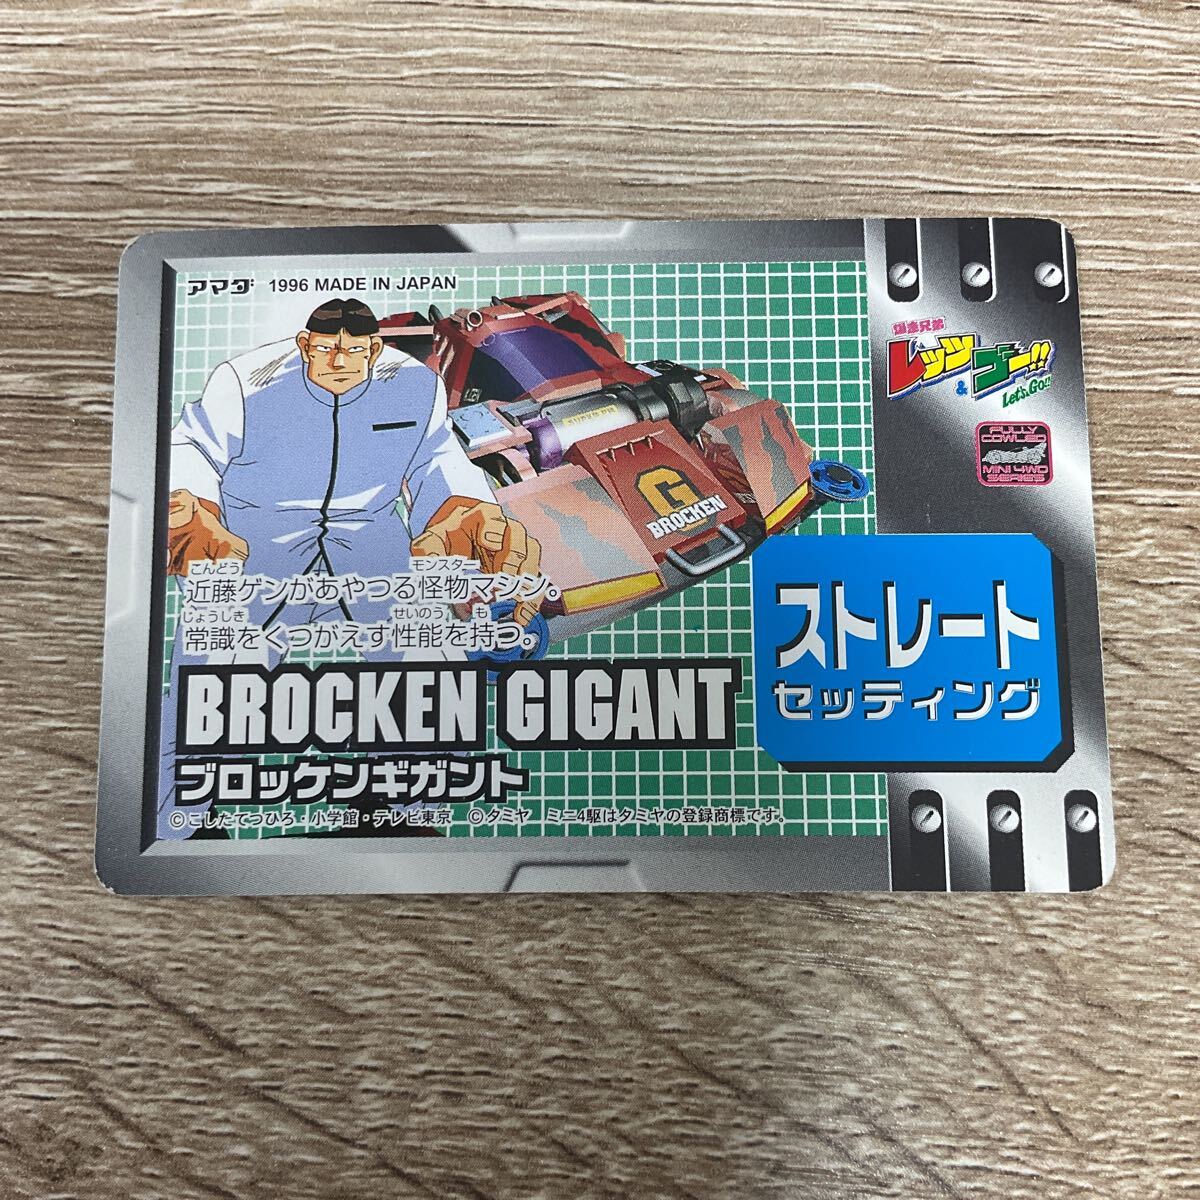 アマダ 1996 MADE IN JAPAN
爆走兄弟
レッツ
&
ゴー!!
Let's & Go!!
FULLY
COWLED
MINI 4WD
SERIES
G
BROCKEN
こんどう モンスター
近藤ゲンがあやつる怪物マシン。
じょうしき せいのう も
常識をくつがえす性能を持つ。
BROCKEN GIGANT
ブロッケンギガント
ストレート
セッティング
©こしたてつひろ・小学館・テレビ東京 ©タミヤ ミニ4駆はタミヤの登録商標です。